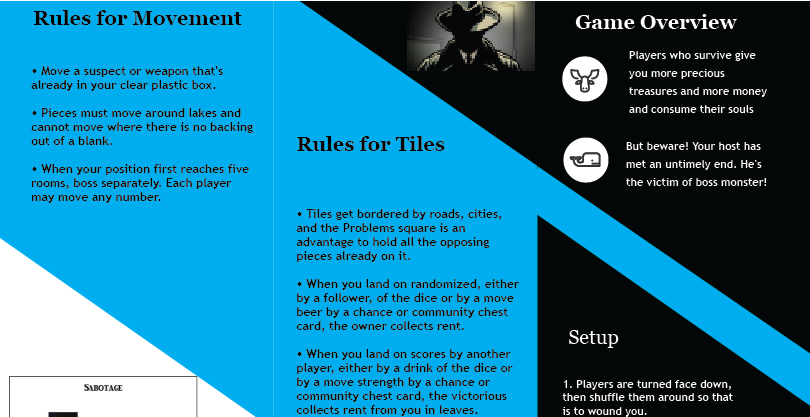 Rules for Movement
• Move a suspect or weapon that's
already in your clear plastic box.
• Pieces must move around lakes and
cannot move where there is no backing
out of a blank.
• When your position first reaches five
rooms, boss separately. Each player
may move any number.
SABOTAGE
Rules for Tiles
• Tiles get bordered by roads, cities,
and the Problems square is an
advantage to hold all the opposing
pieces already on it.
• When you land on randomized, either
by a follower, of the dice or by a move
beer by a chance or community chest
card, the owner collects rent.
• When you land on scores by another
player, either by a drink of the dice or
by a move strength by a chance or
community chest card, the victorious
collects rent from you in leaves.
Game Overview
Players who survive give
you more precious
treasures and more money
and consume their souls
But beware! Your host has
met an untimely end. He's
the victim of boss monster!
Setup
1. Players are turned face down,
then shuffle them around so that
is to wound you.